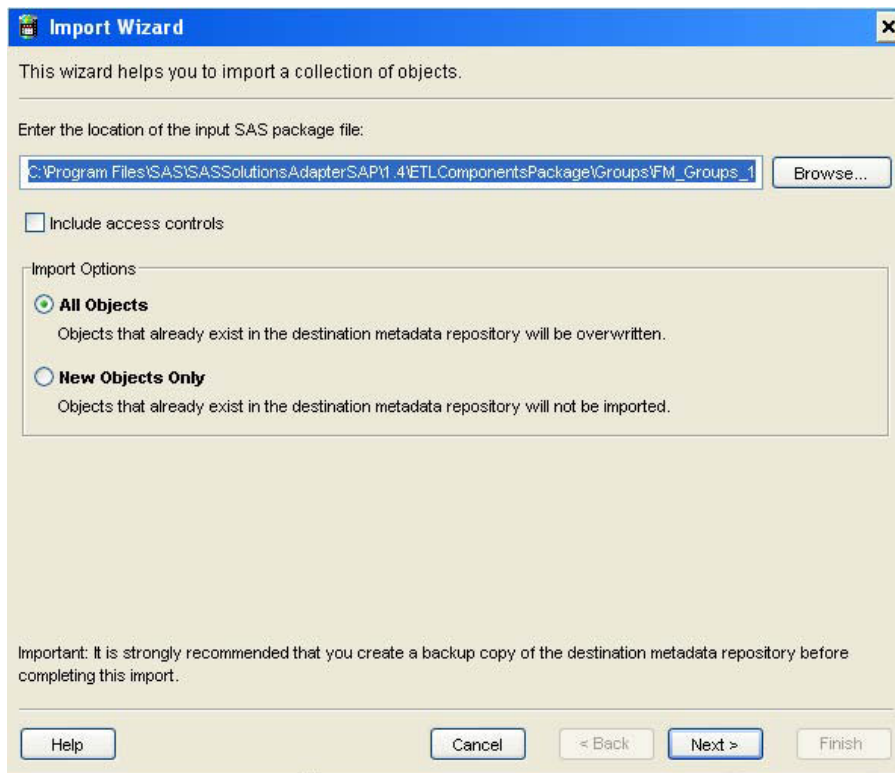 Import Wizard
This wizard helps you to import a collection of objects.
Enter the location of the input SAS package file:
C:\Program Files\SAS\SASSolutionsAdapterSAP\1.4\ETLComponentsPackage\Groups\FM_Groups_1
Browse...
Include access controls
Import Options
All Objects
Objects that already exist in the destination metadata repository will be overwritten.
New Objects Only
Objects that already exist in the destination metadata repository will not be imported.
Important: It is strongly recommended that you create a backup copy of the destination metadata repository before
completing this import.
Help
Cancel
< Back
Next >
Finish